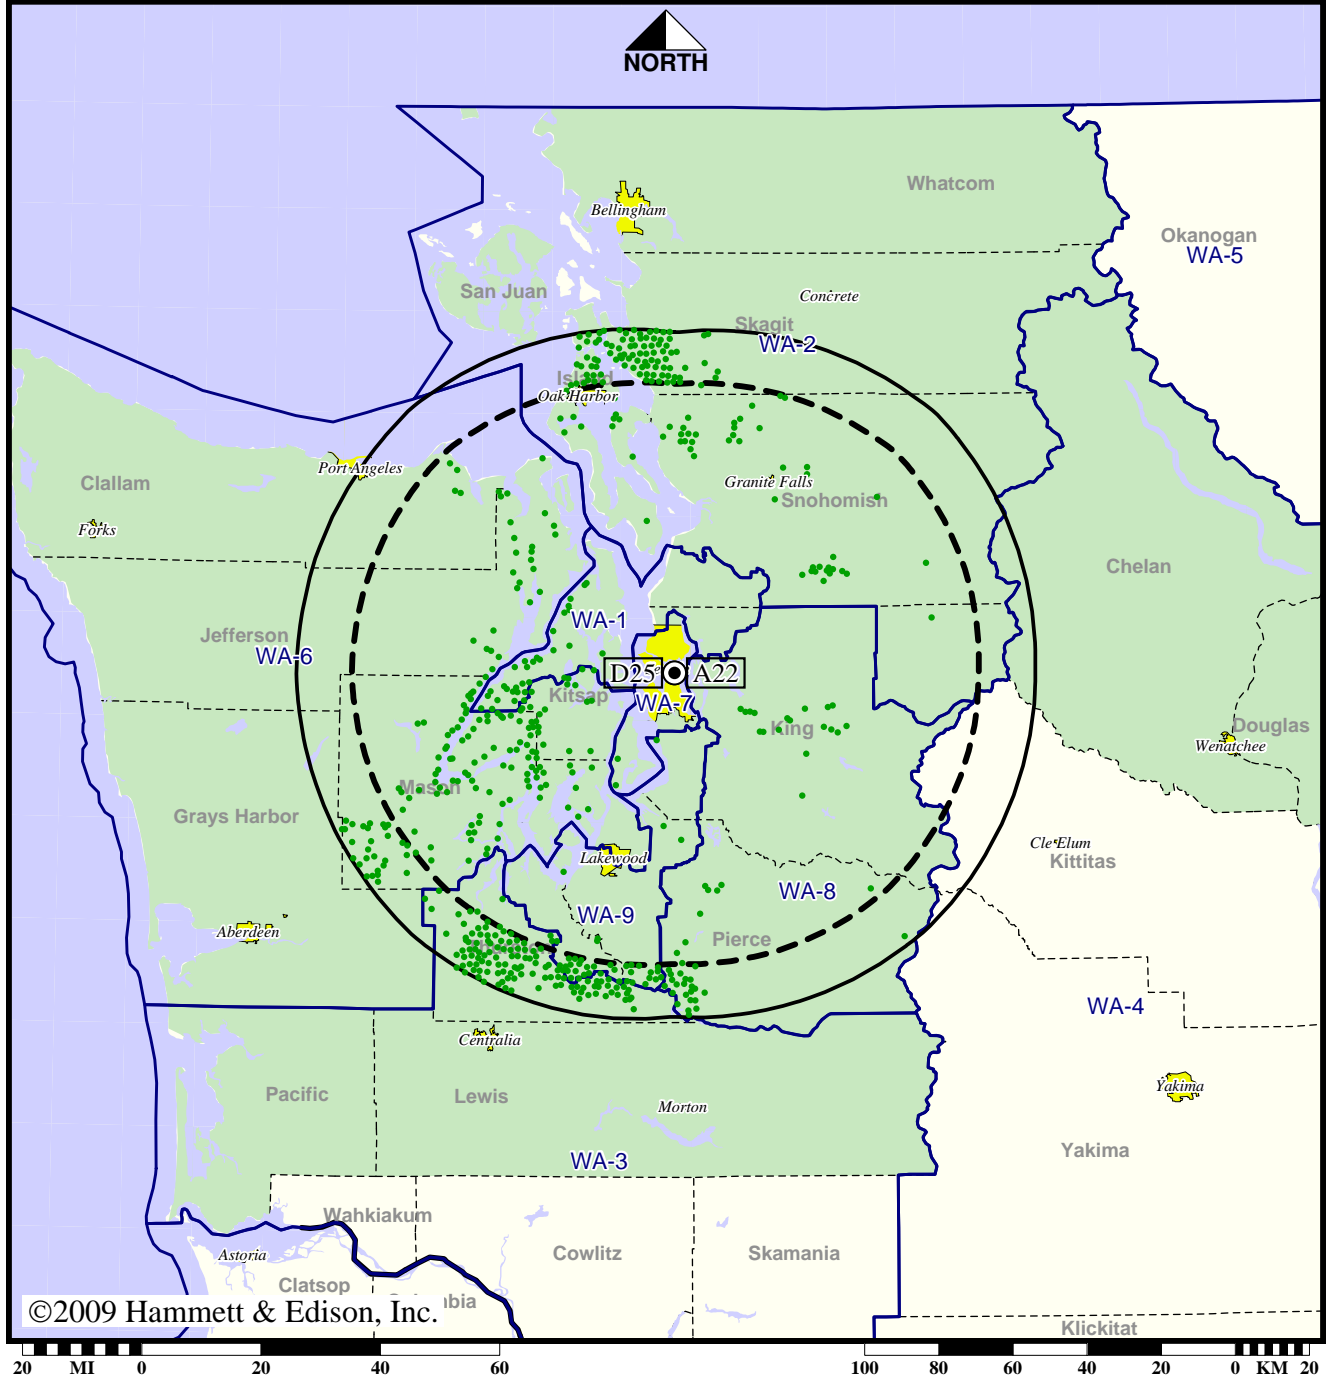 NORTH
Whatcom
Bellingham
Okanogan
WA-5
San Juan
Concrete
Skagit
WA-2
Island
Oak Harbor
Port Angeles
Clallam
Granite Falls
Snohomish
Forks
Chelan
WA-1
Jefferson
WA-6
D25
A22
Kitsap
WA-7
King
Douglas
Wenatchee
Mason
Grays Harbor
Cle Elum
Kittitas
Lakewood
WA-8
WA-9
Aberdeen
Pierce
WA-4
Centralia
Yakima
Pacific
Lewis
Morton
Yakima
WA-3
Wahkiakum
Astoria
Cowlitz
Skamania
Clatsop
©2009 Hammett & Edison, Inc.
Klickitat
20 MI 0 20 40 60
100 80 60 40 20 0 KM 20